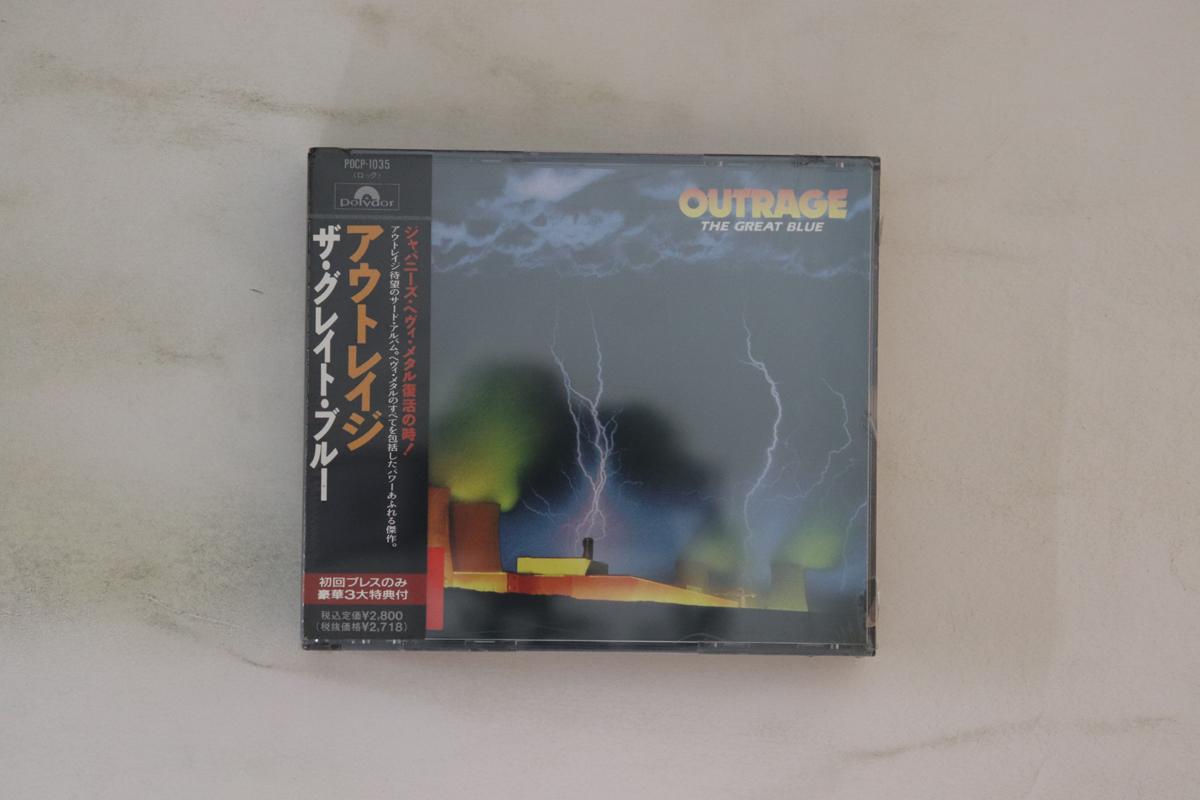 POCP-1035
(ロック)
polydor
ジャパニーズ・ヘヴィ・メタル復活の時!
アウトレイジ待望のサード・アルバム。ヘヴィ・メタルのすべてを包括したパワーあふれる傑作。
アウトレイジ
ザ・グレイト・ブルー
初回プレスのみ
豪華3大特典付
税込定価¥2,800
(税抜価格¥2,718)
OUTRAGE
THE GREAT BLUE